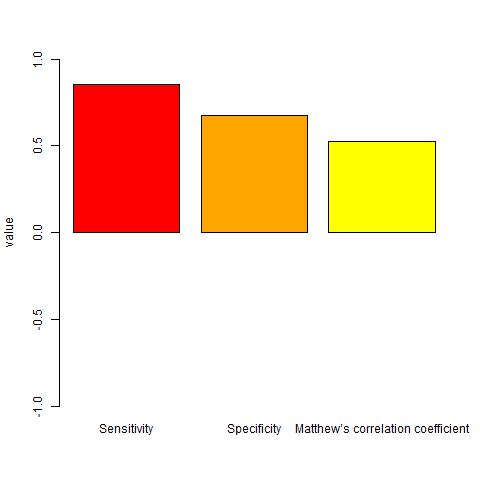 1.0
0.5
0.0
-0.5
-1.0
value
Sensitivity
Specificity
Matthew's correlation coefficient